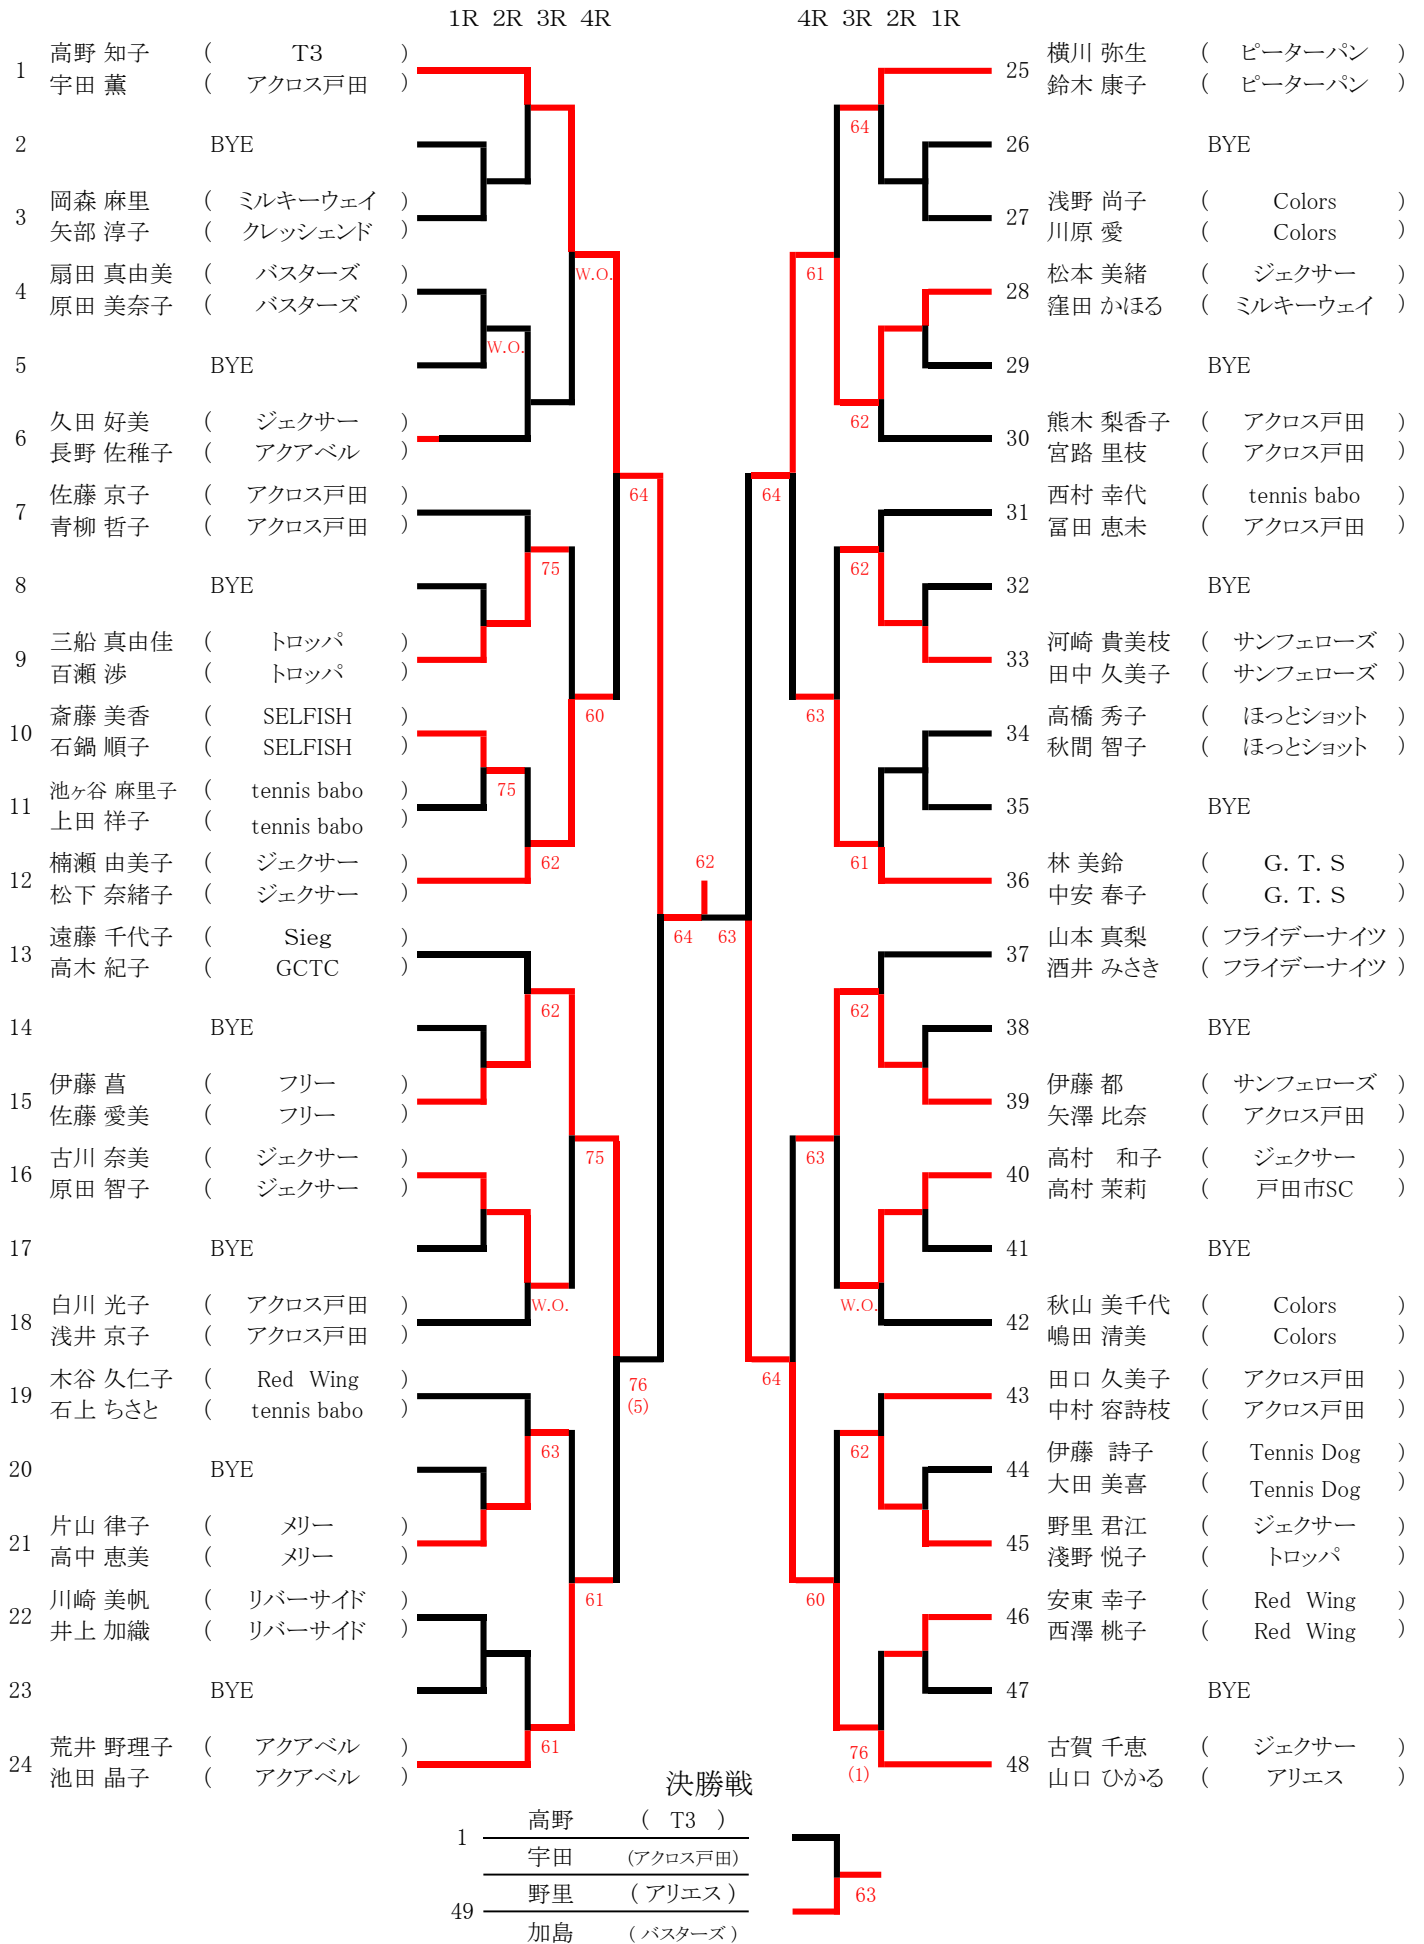 1R 2R 3R 4R
4R 3R 2R 1R
1 高野 知子 ( T3 )
宇田 薫 ( アクロス戸田 )
2 BYE
3 岡森 麻里 ( ミルキーウェイ )
矢部 淳子 ( クレッシェンド )
4 扇田 真由美 ( バスターズ )
原田 美奈子 ( バスターズ )
5 BYE
6 久田 好美 ( ジェクサー )
長野 佐稚子 ( アクアベル )
7 佐藤 京子 ( アクロス戸田 )
青柳 哲子 ( アクロス戸田 )
8 BYE
9 三船 真由佳 ( トロッパ )
百瀬 渉 ( トロッパ )
10 斎藤 美香 ( SELFISH )
石鍋 順子 ( SELFISH )
11 池ヶ谷 麻里子 ( tennis babo )
上田 祥子 ( tennis babo )
12 楠瀬 由美子 ( ジェクサー )
松下 奈緒子 ( ジェクサー )
13 遠藤 千代子 ( Sieg )
高木 紀子 ( GCTC )
14 BYE
15 伊藤 菖 ( フリー )
佐藤 愛美 ( フリー )
16 古川 奈美 ( ジェクサー )
原田 智子 ( ジェクサー )
17 BYE
18 白川 光子 ( アクロス戸田 )
浅井 京子 ( アクロス戸田 )
19 木谷 久仁子 ( Red Wing )
石上 ちさと ( tennis babo )
20 BYE
21 片山 律子 ( メリー )
高中 恵美 ( メリー )
22 川崎 美帆 ( リバーサイド )
井上 加織 ( リバーサイド )
23 BYE
24 荒井 野理子 ( アクアベル )
池田 晶子 ( アクアベル )
W.O.
W.O.
64
75
60
75
62
62
75
W.O.
76
(5)
63
61
61
62
64 63
64
61
62
64
62
63
61
62
63
W.O.
64
62
60
76
(1)
25 横川 弥生 ( ピーターパン )
鈴木 康子 ( ピーターパン )
26 BYE
27 浅野 尚子 ( Colors )
川原 愛 ( Colors )
28 松本 美緒 ( ジェクサー )
窪田 かほる ( ミルキーウェイ )
29 BYE
30 熊木 梨香子 ( アクロス戸田 )
宮路 里枝 ( アクロス戸田 )
31 西村 幸代 ( tennis babo )
冨田 恵未 ( アクロス戸田 )
32 BYE
33 河崎 貴美枝 ( サンフェローズ )
田中 久美子 ( サンフェローズ )
34 高橋 秀子 ( ほっとショット )
秋間 智子 ( ほっとショット )
35 BYE
36 林 美鈴 ( G. T. S )
中安 春子 ( G. T. S )
37 山本 真梨 ( フライデーナイツ )
酒井 みさき ( フライデーナイツ )
38 BYE
39 伊藤 都 ( サンフェローズ )
矢澤 比奈 ( アクロス戸田 )
40 高村 和子 ( ジェクサー )
高村 茉莉 ( 戸田市SC )
41 BYE
42 秋山 美千代 ( Colors )
嶋田 清美 ( Colors )
43 田口 久美子 ( アクロス戸田 )
中村 容詩枝 ( アクロス戸田 )
44 伊藤 詩子 ( Tennis Dog )
大田 美喜 ( Tennis Dog )
45 野里 君江 ( ジェクサー )
淺野 悦子 ( トロッパ )
46 安東 幸子 ( Red Wing )
西澤 桃子 ( Red Wing )
47 BYE
48 古賀 千恵 ( ジェクサー )
山口 ひかる ( アリエス )
決勝戦
1 高野 ( T3 )
宇田 (アクロス戸田)
49 野里 ( アリエス )
加島 ( バスターズ )
63